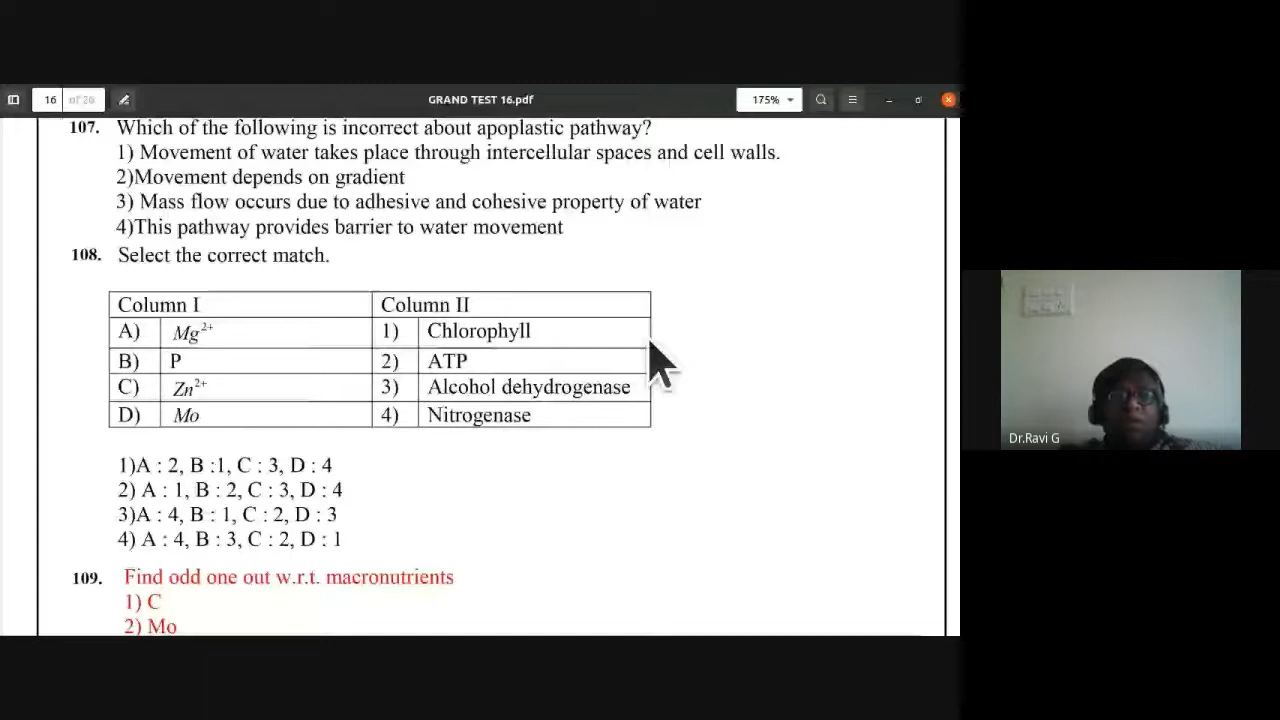 16 of 26 GRAND TEST 16.pdf 175%
107. Which of the following is incorrect about apoplastic pathway?
1) Movement of water takes place through intercellular spaces and cell walls.
2)Movement depends on gradient
3) Mass flow occurs due to adhesive and cohesive property of water
4)This pathway provides barrier to water movement
108. Select the correct match.
Column I Column II
A) Mg2+ 1) Chlorophyll
B) P 2) ATP
C) Zn2+ 3) Alcohol dehydrogenase
D) Mo 4) Nitrogenase
1)A : 2, B :1, C : 3, D : 4
2) A : 1, B : 2, C : 3, D : 4
3)A : 4, B : 1, C : 2, D : 3
4) A : 4, B : 3, C : 2, D : 1
109. Find odd one out w.r.t. macronutrients
1) C
2) Mo
Dr.Ravi G